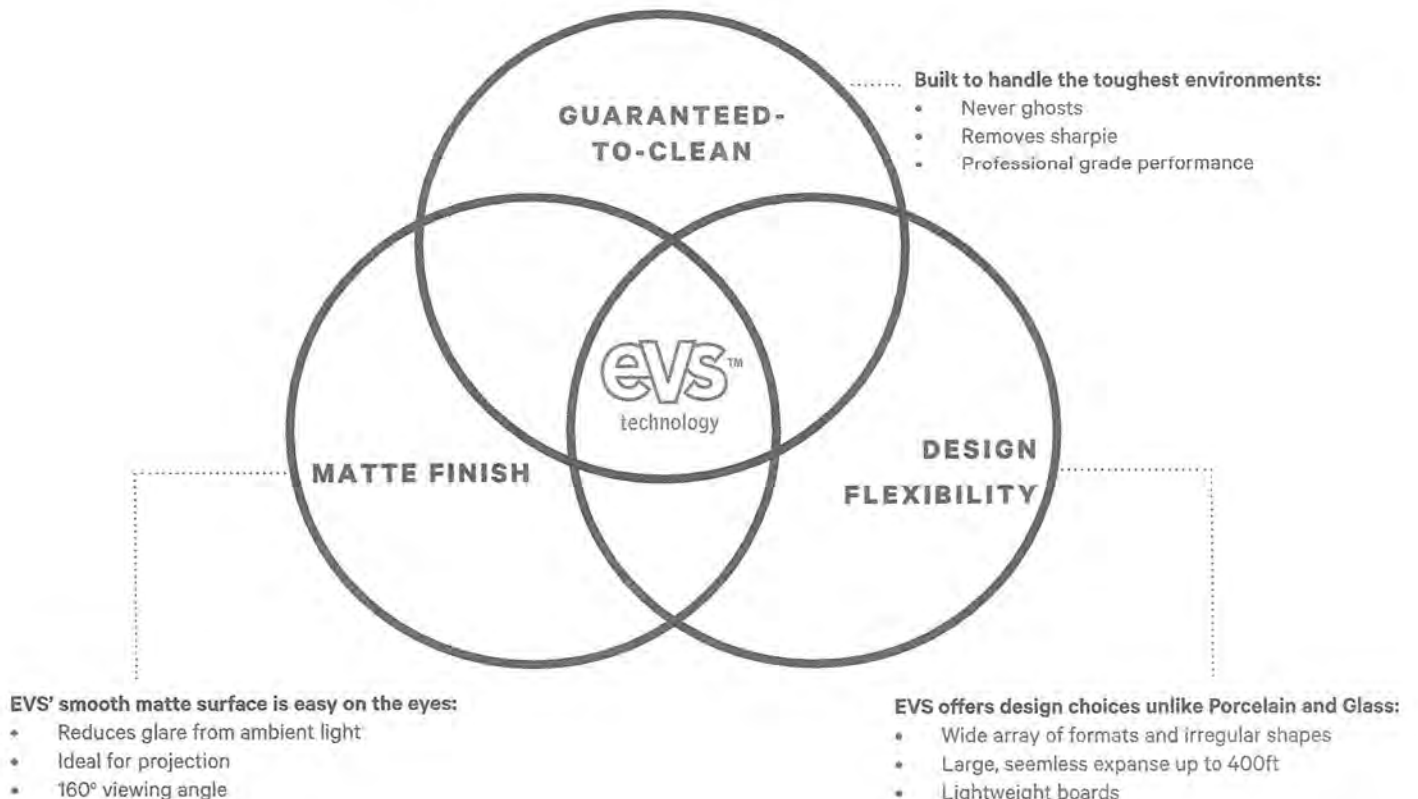 GUARANTEED-
TO-CLEAN
Built to handle the toughest environments:
• Never ghosts
• Removes sharpie
• Professional grade performance
eVs™
technology
MATTE FINISH
DESIGN
FLEXIBILITY
EVS' smooth matte surface is easy on the eyes:
• Reduces glare from ambient light
• Ideal for projection
• 160° viewing angle
EVS offers design choices unlike Porcelain and Glass:
• Wide array of formats and irregular shapes
• Large, seemless expanse up to 400ft
• Lightweight boards